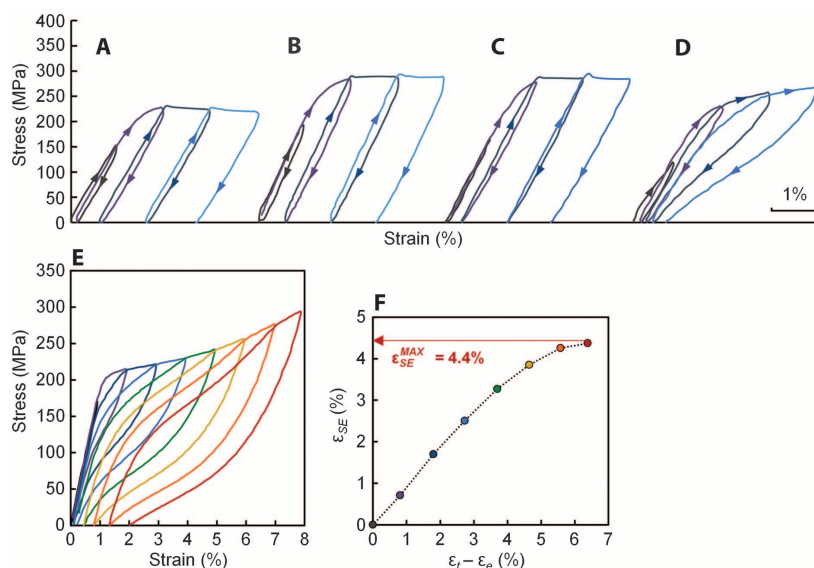 400
350
300
250
200
150
100
50
0
Stress (MPa)
A
B
C
D
1%
Strain (%)
E
350
300
250
200
150
100
50
0
Stress (MPa)
0 1 2 3 4 5 6 7 8
Strain (%)
F
5
4
3
2
1
0
ε_SE (%)
ε_SE^MAX = 4.4%
0 1 2 3 4 5 6 7
ε_t – ε_e (%)